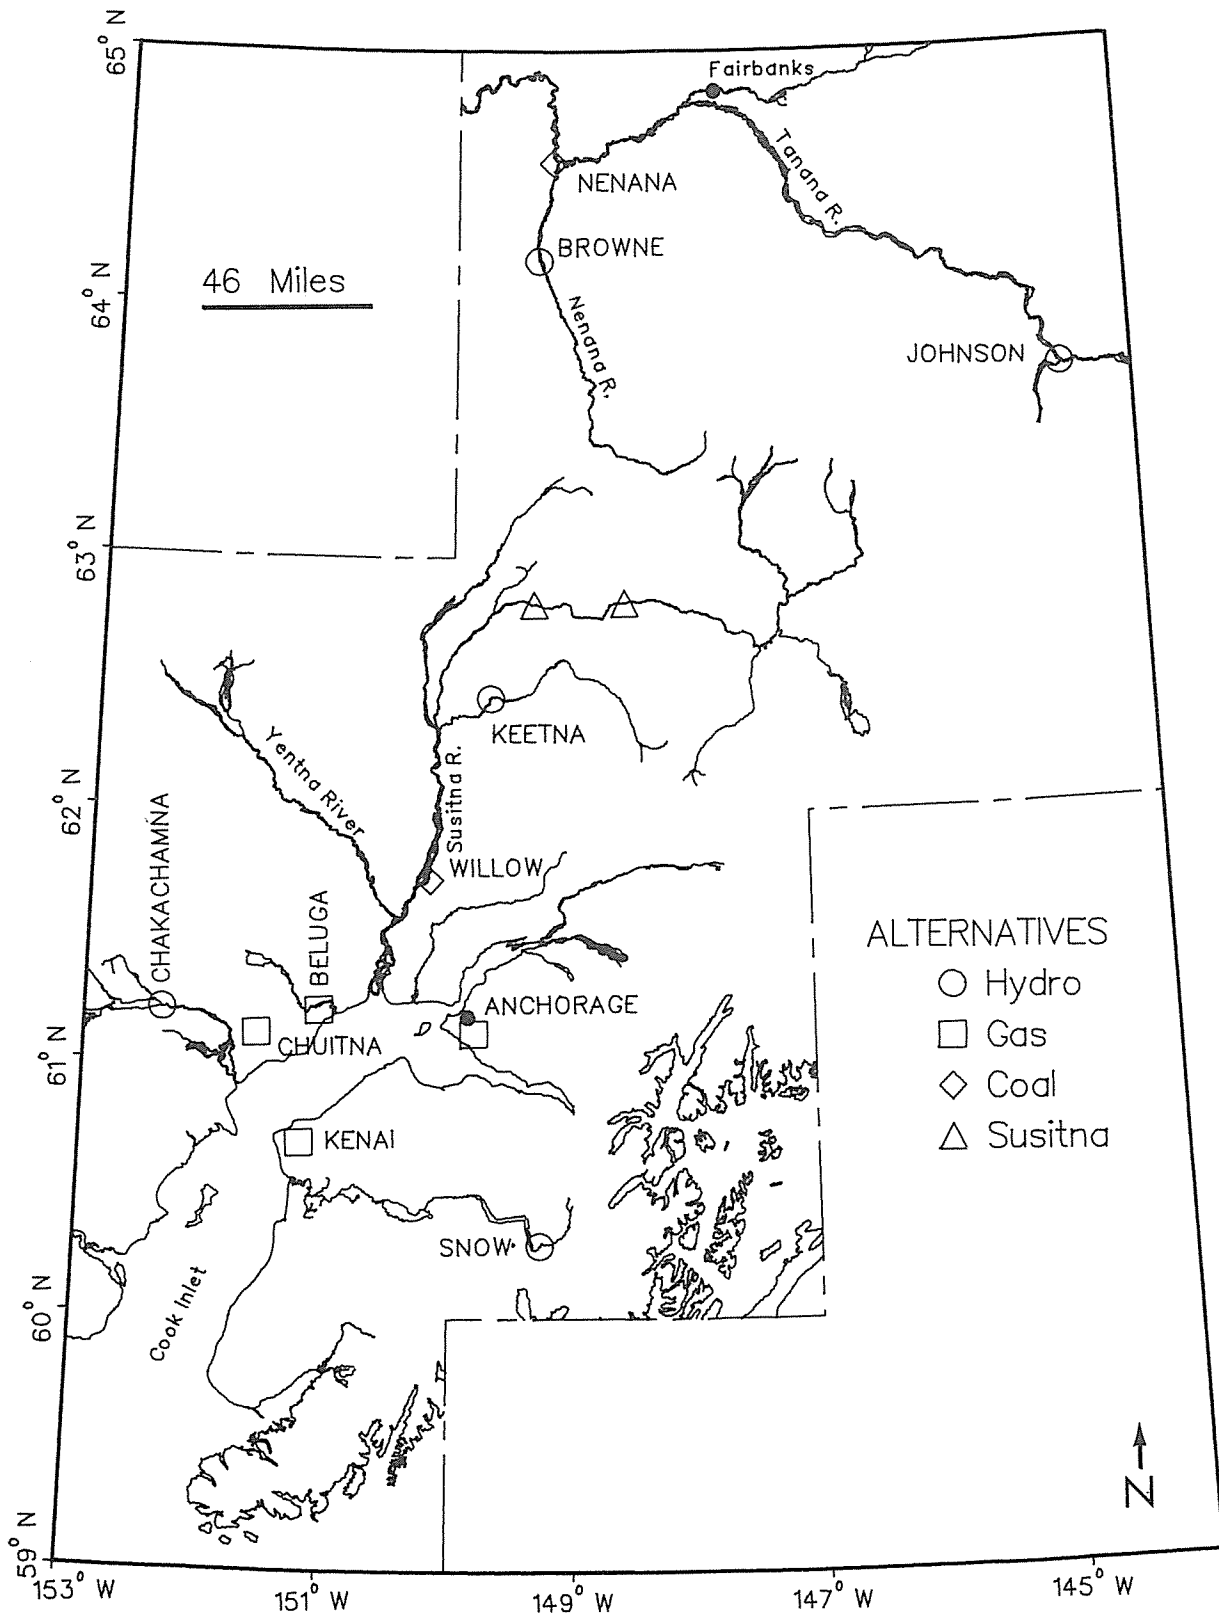 65° N
Fairbanks
Tanana R.
NENANA
BROWNE
46 Miles
64° N
Nenana R.
JOHNSON
63° N
KEETNA
Yentna River
Susitna R.
62° N
CHAKACHAMNA
WILLOW
BELUGA
ALTERNATIVES
Hydro
ANCHORAGE
Gas
CHUITNA
61° N
Coal
KENAI
Susitna
SNOW
Cook Inlet
60° N
N
59° N
153° W
151° W
149° W
147° W
145° W